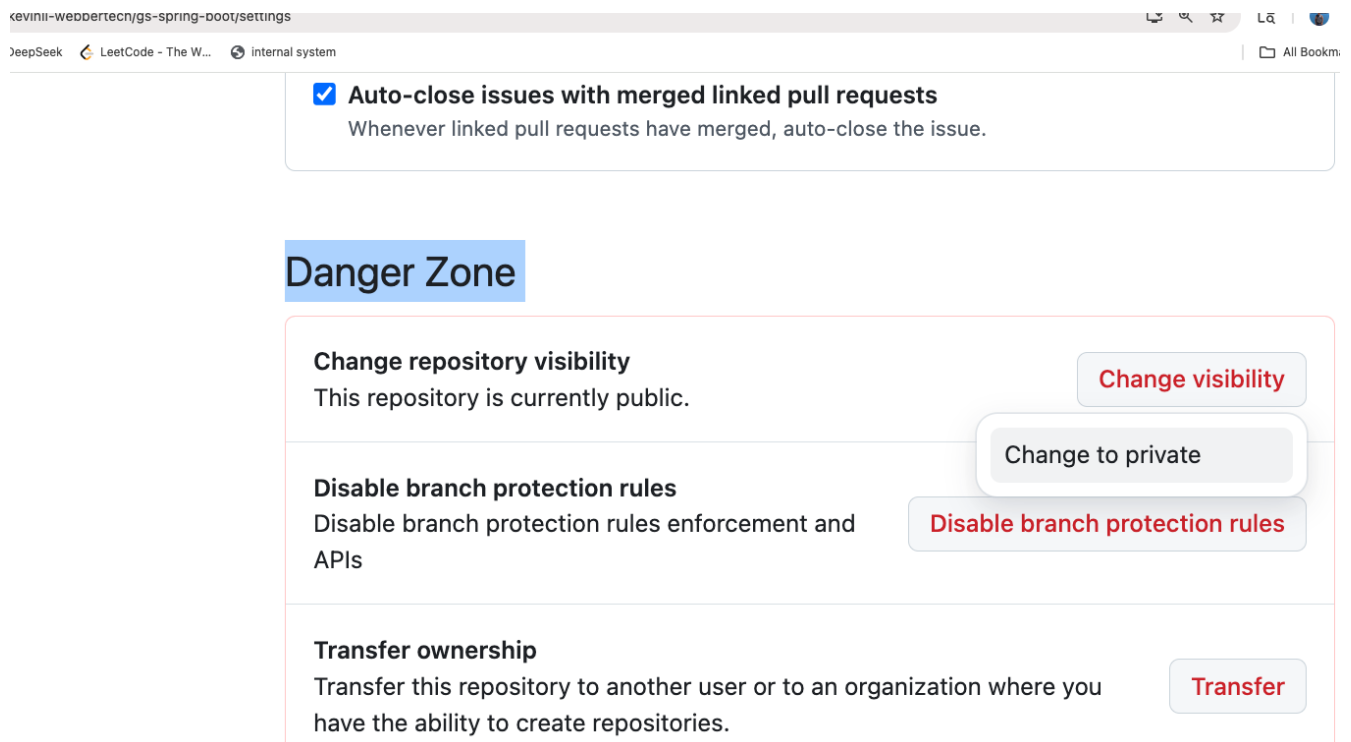 kevinli-webbertech/gs-spring-boot/settings
DeepSeek LeetCode - The W... internal system All Bookma
Auto-close issues with merged linked pull requests
Whenever linked pull requests have merged, auto-close the issue.
Danger Zone
Change repository visibility
This repository is currently public.
Change visibility
Change to private
Disable branch protection rules
Disable branch protection rules enforcement and
APIs
Disable branch protection rules
Transfer ownership
Transfer this repository to another user or to an organization where you
have the ability to create repositories.
Transfer